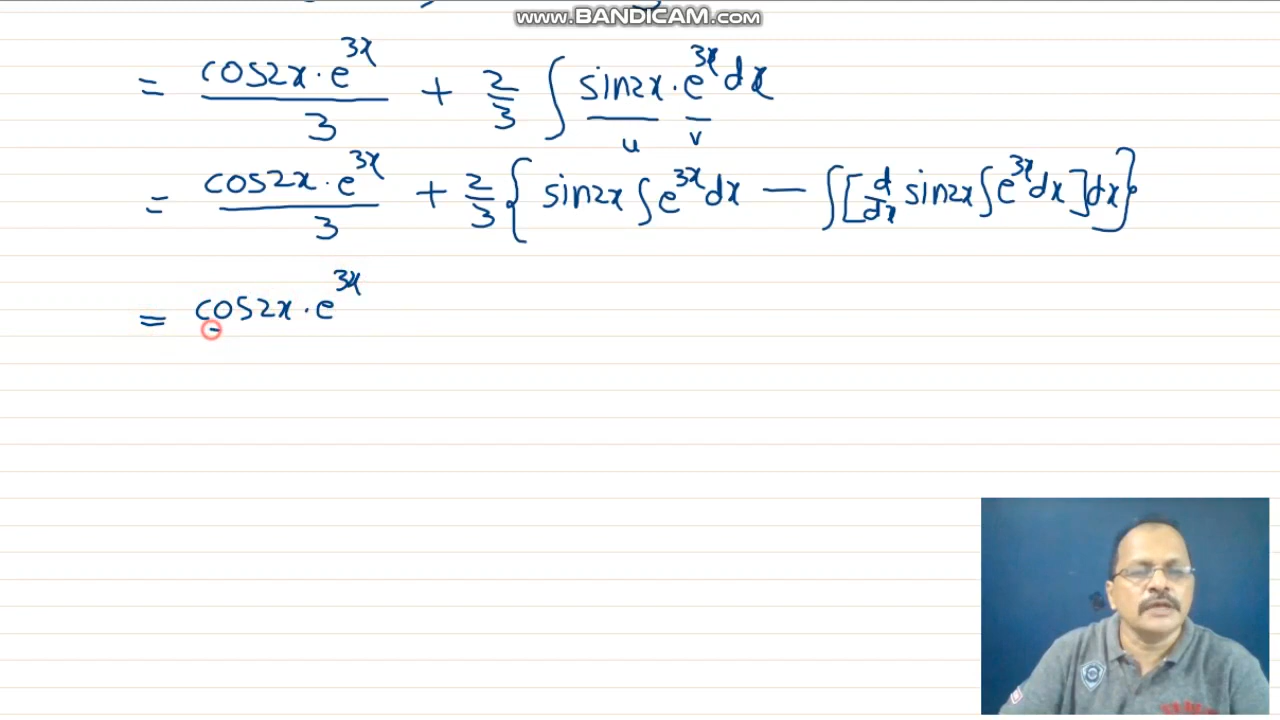 www.BANDICAM.com
= cos2x · e^{3x} / 3 + 2/3 ∫ sin2x · e^{3x} dx
u v
= cos2x · e^{3x} / 3 + 2/3 { sin2x ∫ e^{3x} dx — ∫ [ d/dx sin2x ∫ e^{3x} dx ] dx }
= cos2x · e^{3x}